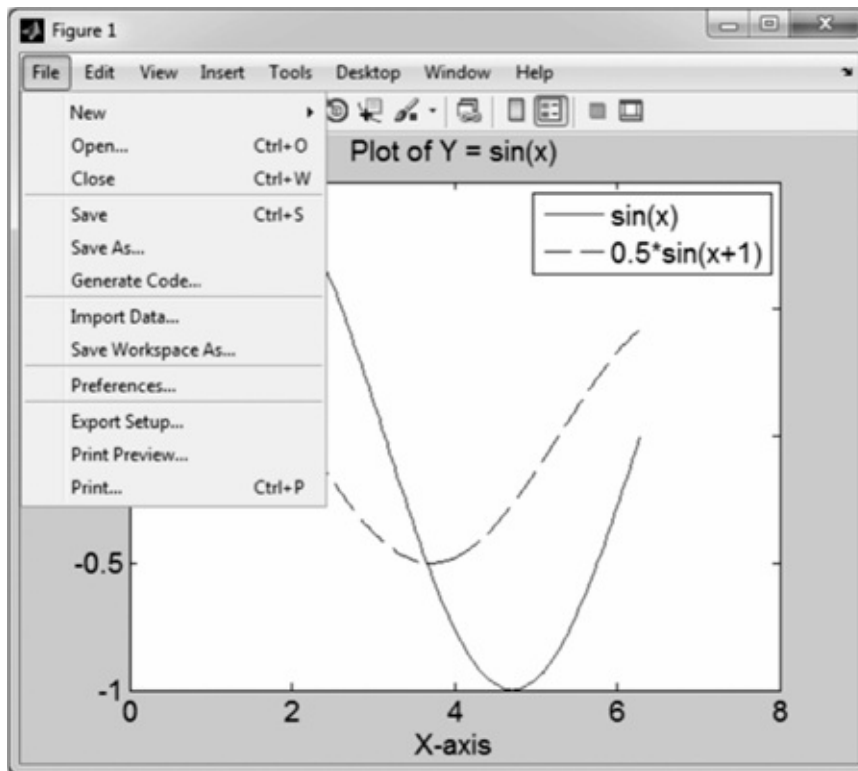 Figure 1
File Edit View Insert Tools Desktop Window Help
New
Open... Ctrl+O
Close Ctrl+W
Save Ctrl+S
Save As...
Generate Code...
Import Data...
Save Workspace As...
Preferences...
Export Setup...
Print Preview...
Print... Ctrl+P
Plot of Y = sin(x)
sin(x)
0.5*sin(x+1)
-0.5
-1
0 2 4 6 8
X-axis